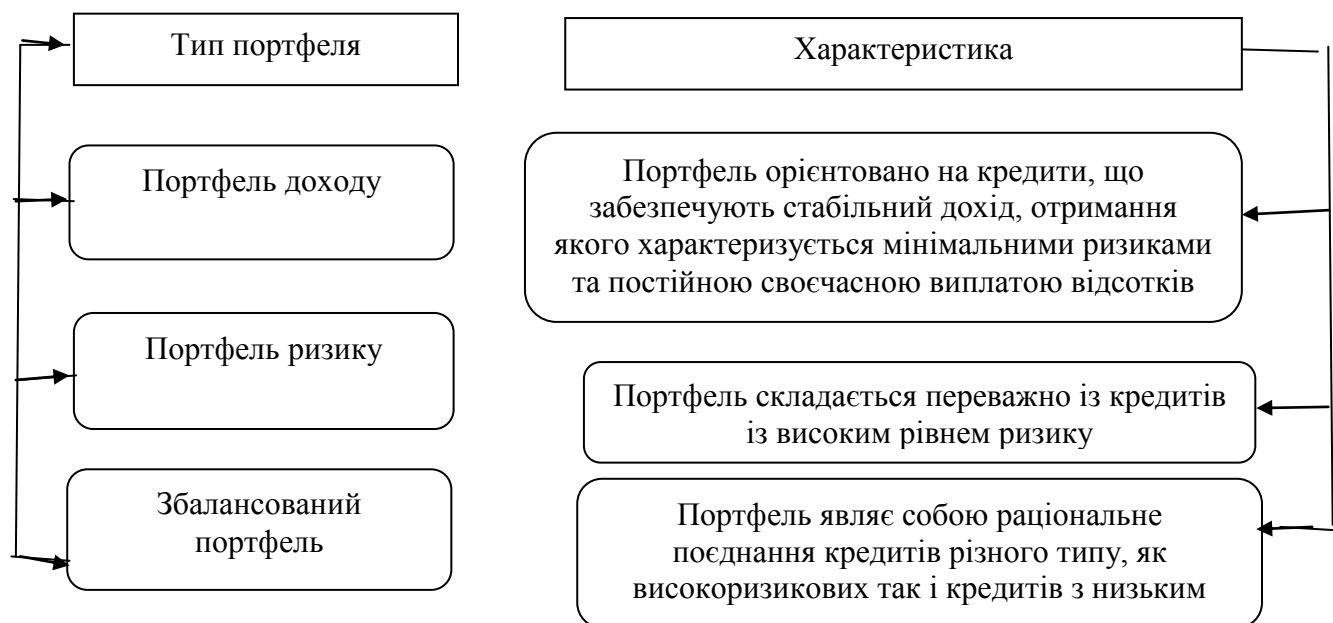 Тип портфеля
Характеристика
Портфель доходу
Портфель орієнтовано на кредити, що
забезпечують стабільний дохід, отримання
якого характеризується мінімальними ризиками
та постійною своєчасною виплатою відсотків
Портфель ризику
Портфель складається переважно із кредитів
із високим рівнем ризику
Збалансований
портфель
Портфель являє собою раціональне
поєднання кредитів різного типу, як
високоризикових так і кредитів з низьким